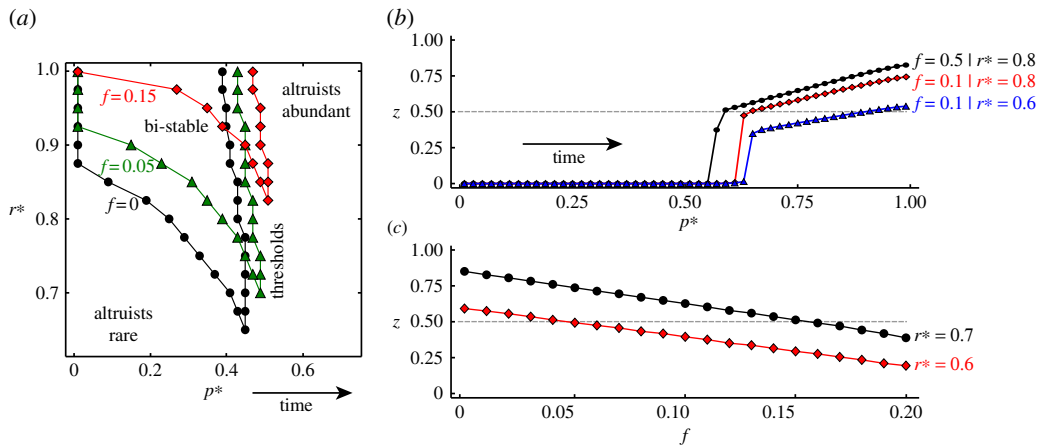 (a)
1.0
0.9
0.8
0.7
r*
f=0.15
f=0.05
f=0
bi-stable
altruists
abundant
altruists
rare
thresholds
0
0.2
0.4
0.6
p*
time
(b)
1.00
0.75
z 0.50
0.25
0
time
f=0.5|r*=0.8
f=0.1|r*=0.8
f=0.1|r*=0.6
0
0.25
0.50
0.75
1.00
p*
(c)
1.00
0.75
z 0.50
0.25
0
r*=0.7
r*=0.6
0
0.05
0.10
0.15
0.20
f